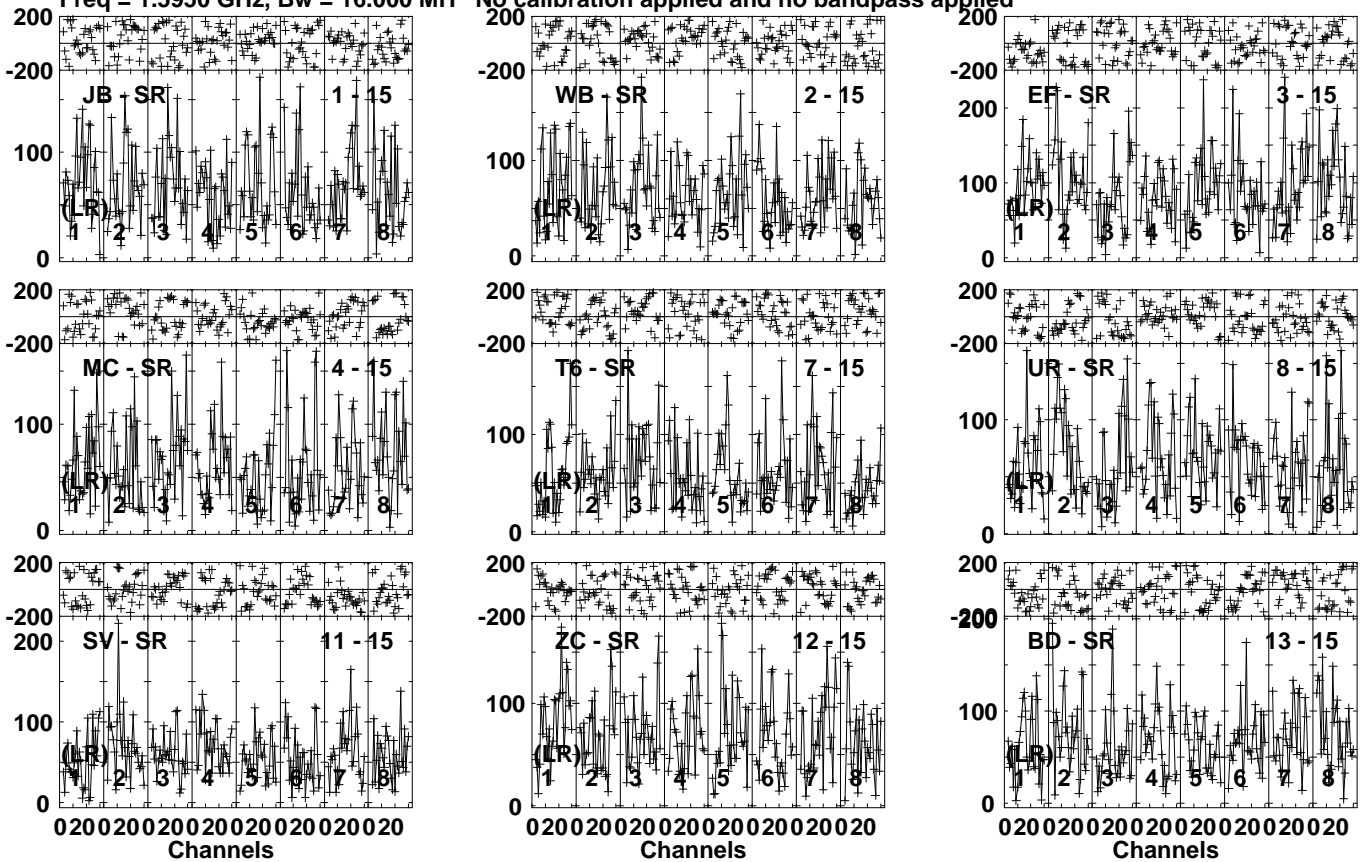 Freq = 1.5950 GHz, Bw = 16.000 MH No calibration applied and no bandpass applied
200 200 200
-200 -200 -200
JB - SR 1 - 15 WB - SR 2 - 15 EF - SR 3 - 15
200
100 100 100
(LR) (LR) (LR)
1 2 3 4 5 6 7 8 1 2 3 4 5 6 7 8 1 2 3 4 5 6 7 8
0 0 0
200 200 200
-200 -200 -200
MC - SR 4 - 15 T6 - SR 7 - 15 UR - SR 8 - 15
100 100 100
(LR) (LR) (LR)
1 2 3 4 5 6 7 8 1 2 3 4 5 6 7 8 1 2 3 4 5 6 7 8
0 0 0
200 200 200
-200 -200 -200
200
SV - SR 11 - 15 ZC - SR 12 - 15 BD - SR 13 - 15
200
100 100 100
(LR) (LR) (LR)
1 2 3 4 5 6 7 8 1 2 3 4 5 6 7 8 1 2 3 4 5 6 7 8
0 0 0
0 20 0 20 0 20 0 20 0 20 0 20 0 20 0 20 0 20 0 20 0 20 0 20 0 20 0 20 0 20 0 20 0 20 0 20 0 20 0 20 0 20 0 20 0 20 0 20
Channels Channels Channels